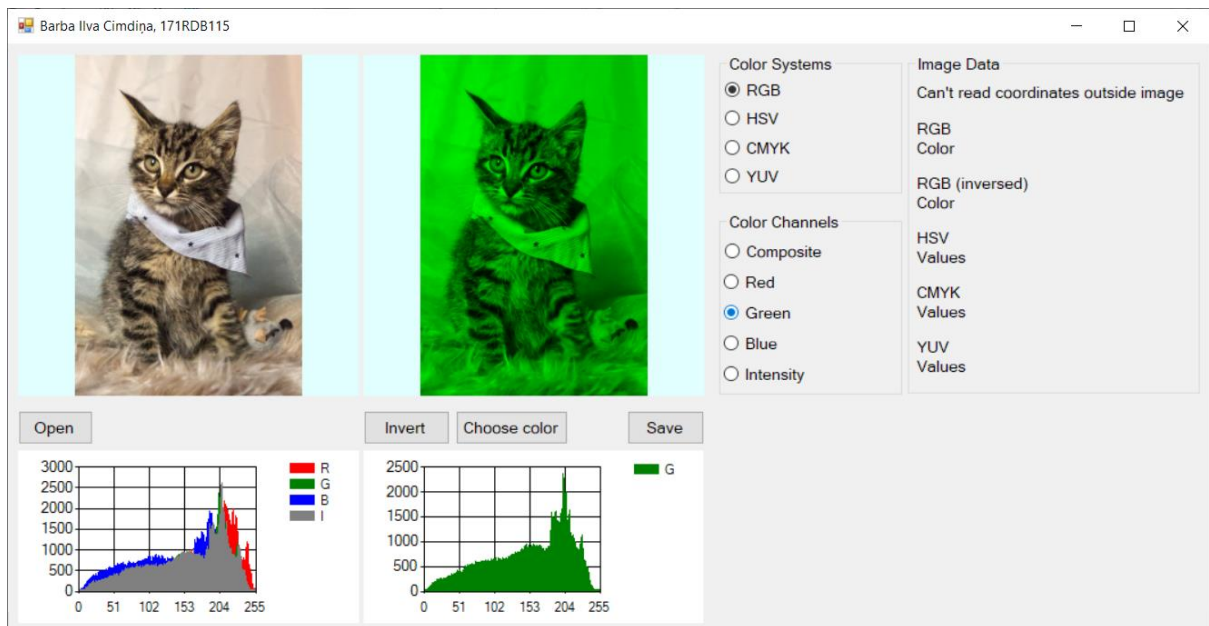 Barba Ilva Cimdiņa, 171RDB115
Color Systems
RGB
HSV
CMYK
YUV
Color Channels
Composite
Red
Green
Blue
Intensity
Image Data
Can't read coordinates outside image
RGB
Color
RGB (inversed)
Color
HSV
Values
CMYK
Values
YUV
Values
Open
Invert
Choose color
Save
3000
2500
2000
1500
1000
500
0
0 51 102 153 204 255
R
G
B
I
2500
2000
1500
1000
500
0
0 51 102 153 204 255
G